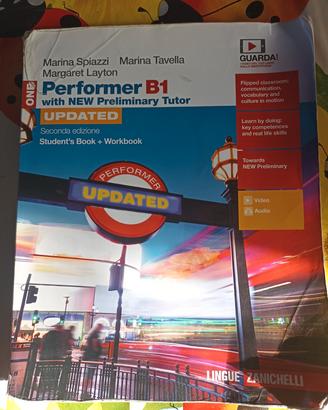 Marina Spiazzi Marina Tavella
Margaret Layton
Performer B1
with NEW Preliminary Tutor
UPDATED
Seconda edizione
Student's Book + Workbook
GUARDA!
Flipped classroom:
communication,
vocabulary and
culture in motion
Learn by doing:
key competences
and real life skills
Towards
NEW Preliminary
Video
Audio
PERFORMER
UPDATED
LINGUE ZANICHELLI